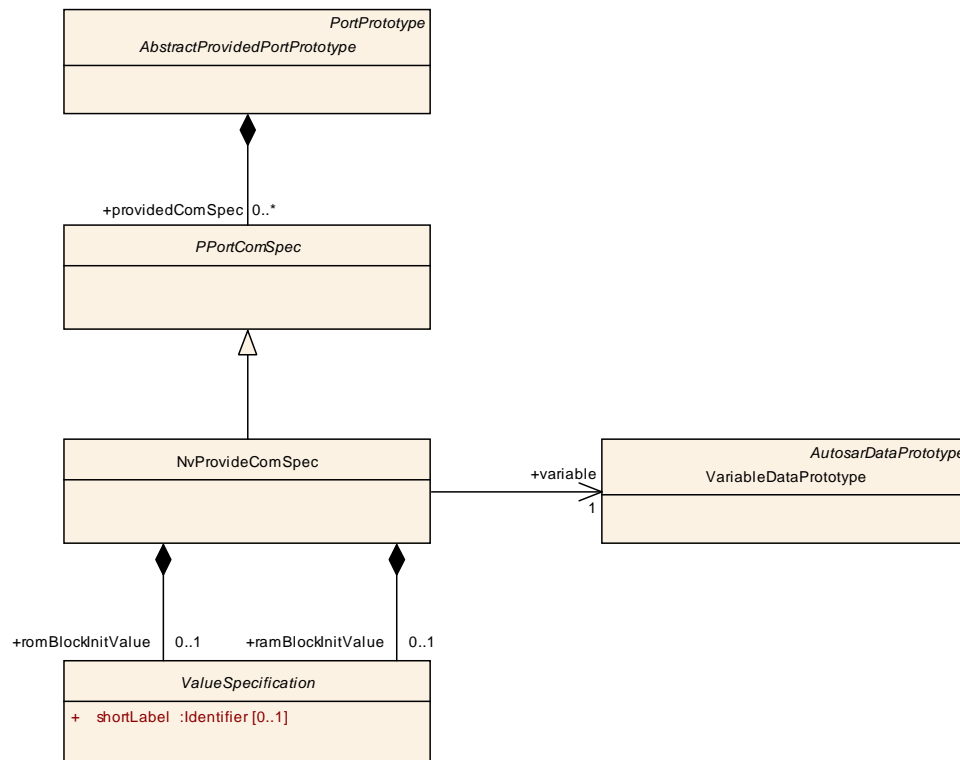 PortPrototype
AbstractProvidedPortPrototype
+providedComSpec 0..*
PPortComSpec
NvProvideComSpec
+variable
1
AutosarDataPrototype
VariableDataPrototype
+romBlockInitValue 0..1 +ramBlockInitValue 0..1
ValueSpecification
+ shortLabel :Identifier [0..1]